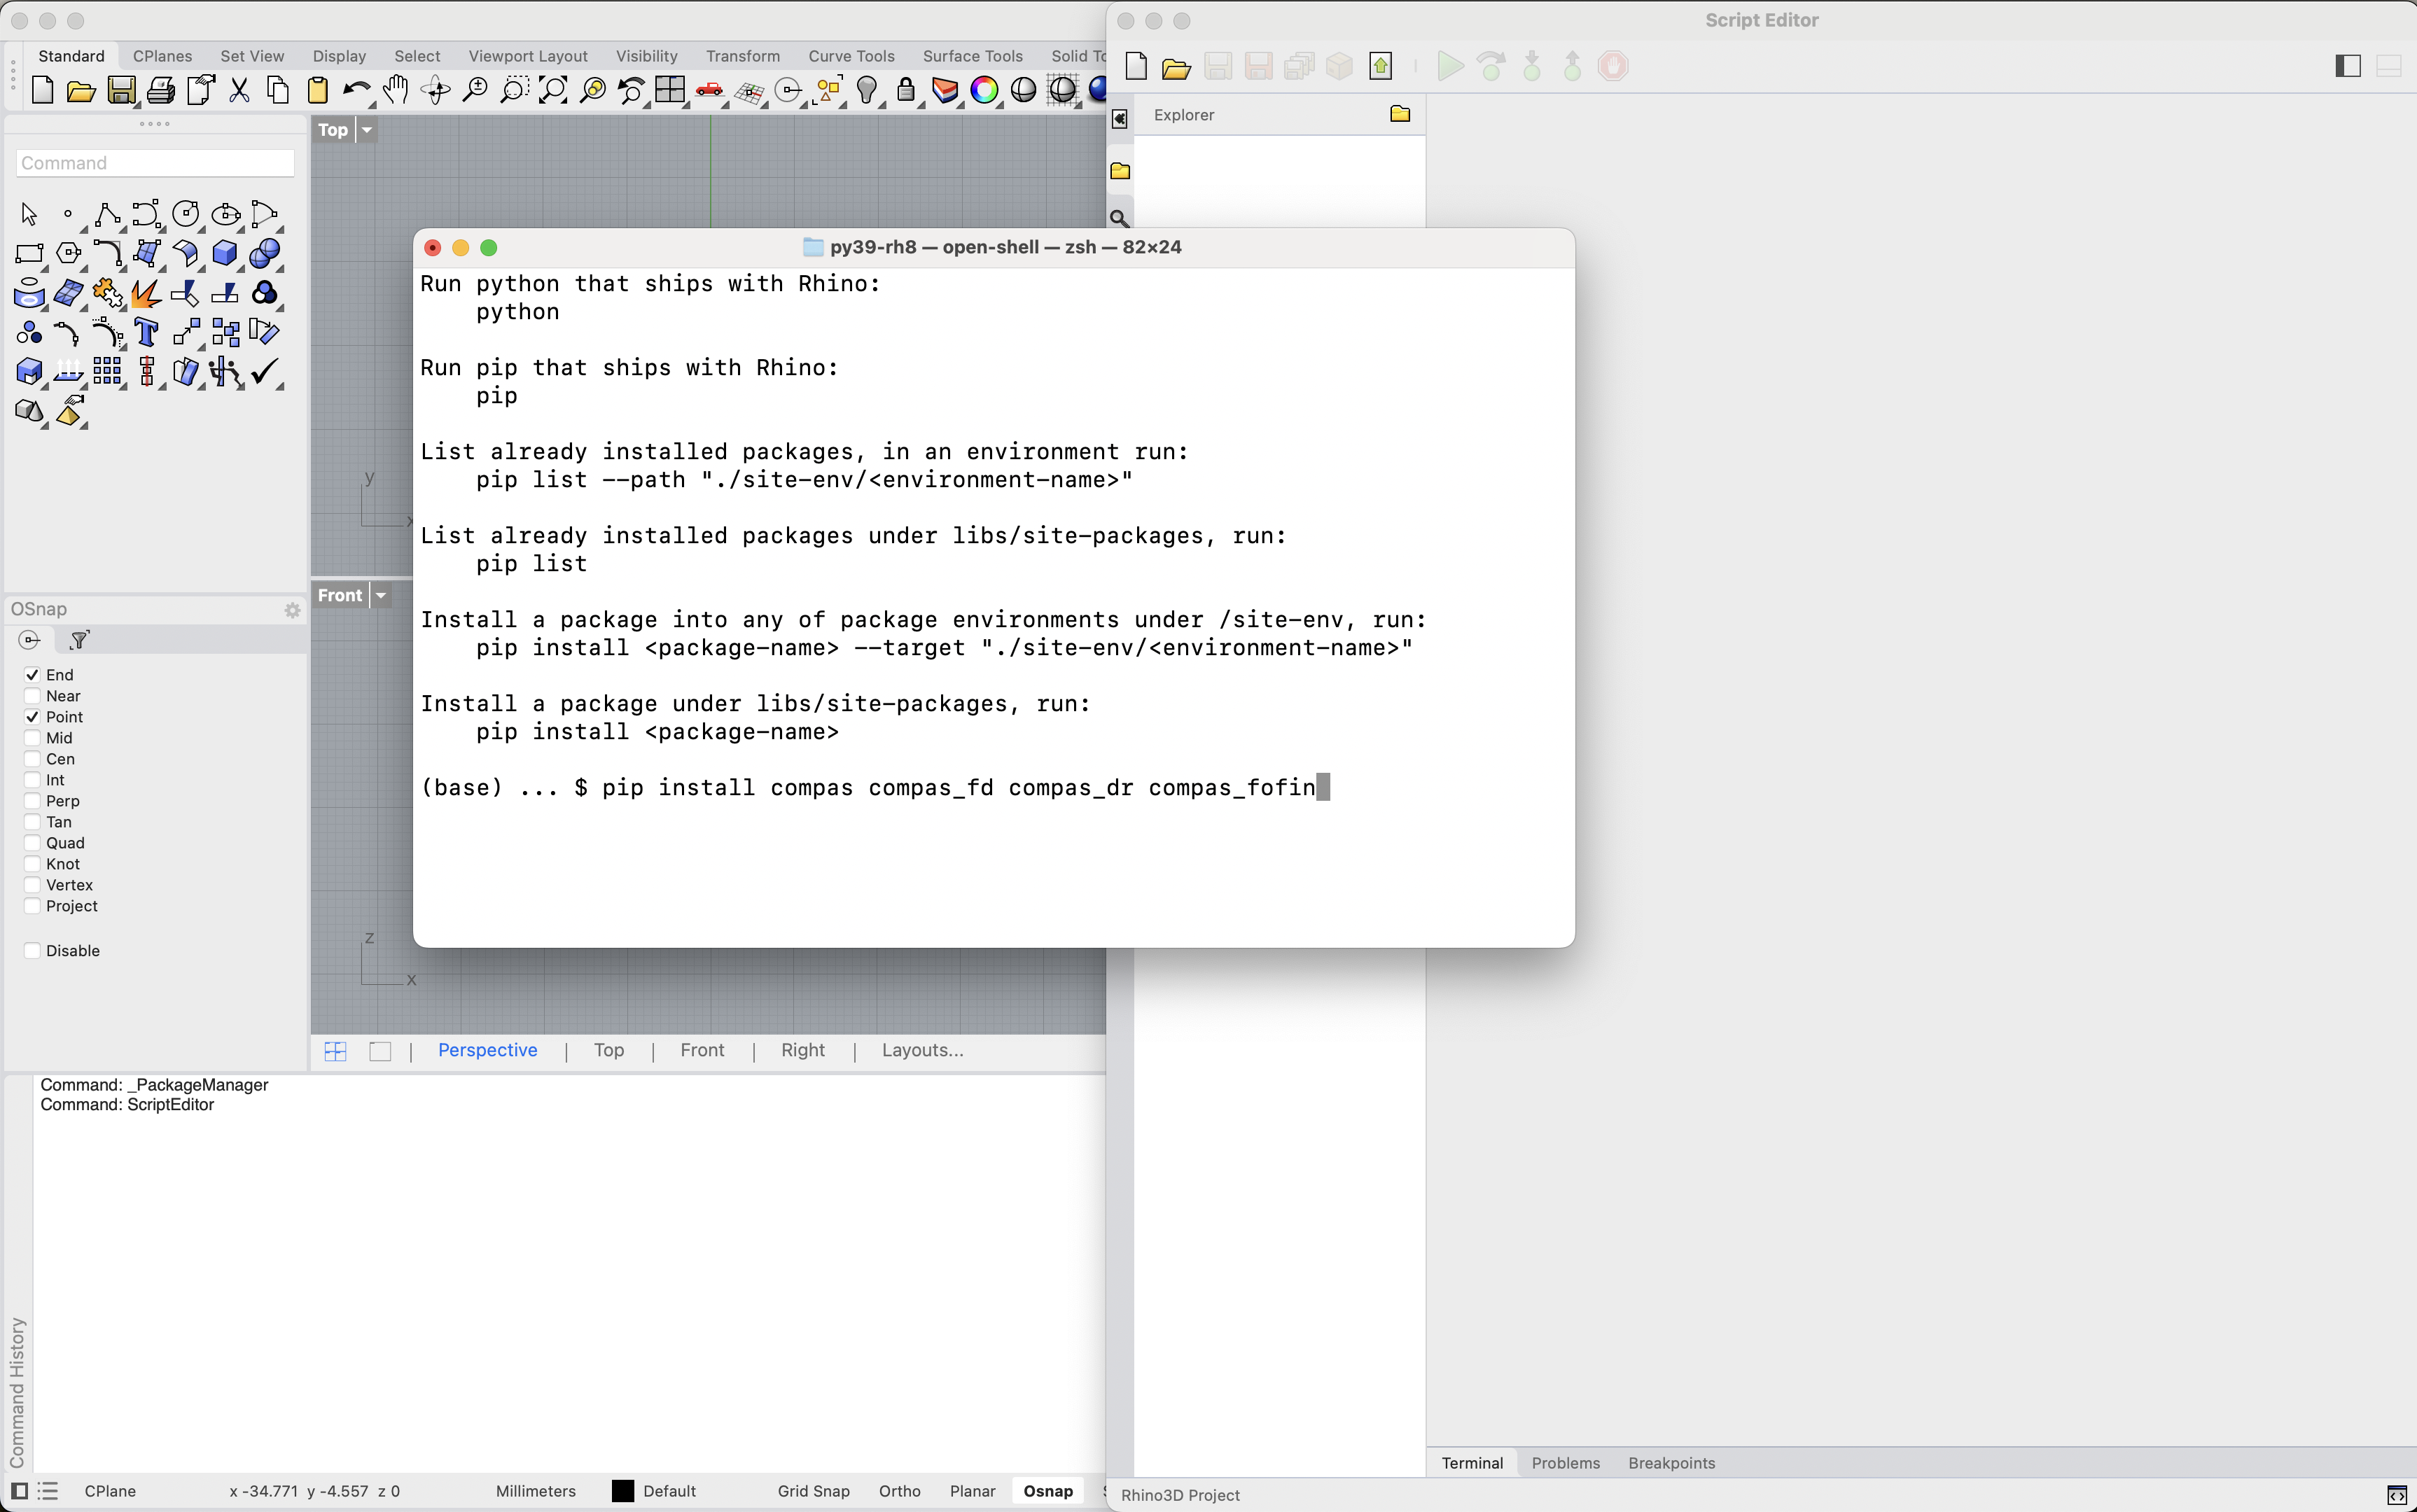 Script Editor
Standard CPlanes Set View Display Select Viewport Layout Visibility Transform Curve Tools Surface Tools Solid To
Explorer
Top
Command
py39-rh8 — open-shell — zsh — 82×24
Run python that ships with Rhino:
python
Run pip that ships with Rhino:
pip
List already installed packages, in an environment run:
pip list --path "./site-env/<environment-name>"
List already installed packages under libs/site-packages, run:
pip list
Install a package into any of package environments under /site-env, run:
pip install <package-name> --target "./site-env/<environment-name>"
Install a package under libs/site-packages, run:
pip install <package-name>
(base) ... $ pip install compas compas_fd compas_dr compas_fofin
y
x
Front
z
x
OSnap
End
Near
Point
Mid
Cen
Int
Perp
Tan
Quad
Knot
Vertex
Project
Disable
Perspective | Top | Front | Right | Layouts...
Command: _PackageManager
Command: ScriptEditor
Command History
Terminal Problems Breakpoints
CPlane x -34.771 y -4.557 z 0 Millimeters Default Grid Snap Ortho Planar Osnap
Rhino3D Project